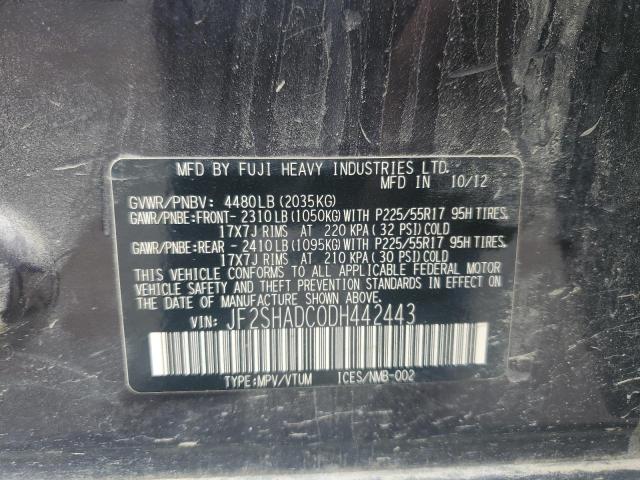 MFD BY FUJI HEAVY INDUSTRIES LTD.
MFD IN 10/12
GVWR/PNBV: 4480LB(2035KG)
GAWR/PNBE:FRONT- 2310LB(1050KG)WITH P225/55R17 95H TIRES,
17X7J RIMS AT 220 KPA(32 PSI)COLD
GAWR/PNBE:REAR - 2410LB(1095KG)WITH P225/55R17 95H TIRES,
17X7J RIMS AT 210 KPA(30 PSI)COLD
THIS VEHICLE CONFORMS TO ALL APPLICABLE FEDERAL MOTOR
VEHICLE SAFETY AND THEFT PREVENTION STANDARDS IN EFFECT ON
THE DATE OF MANUFACTURE SHOWN ABOVE.
VIN: JF2SHADC0DH442443
TYPE:MPV/VTUM ICES/NMB-002